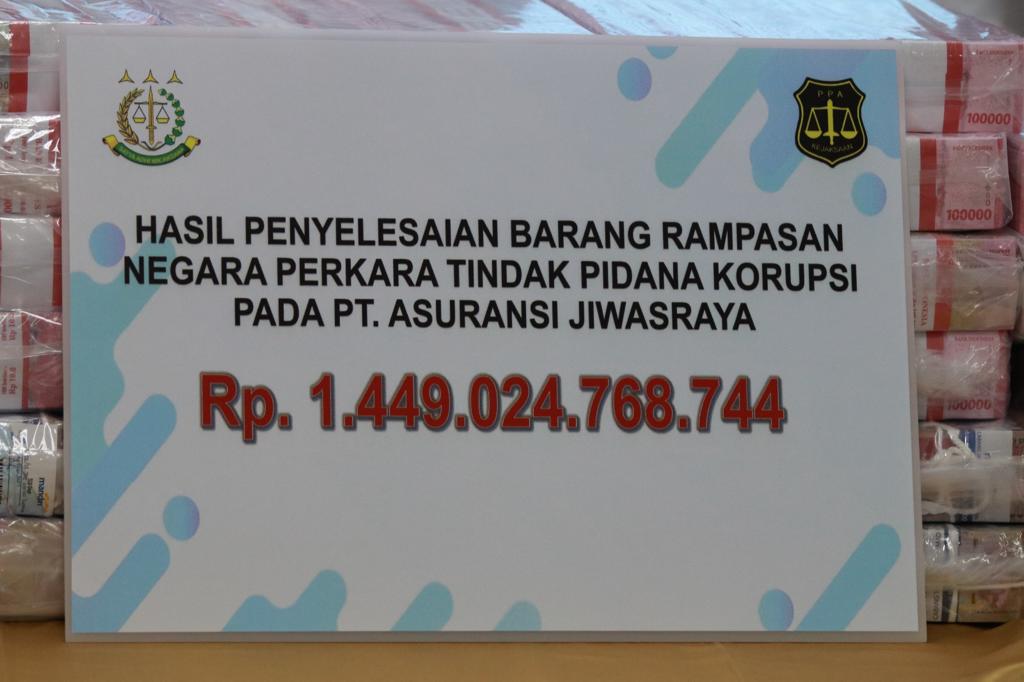 PPA
KEJAKSAAN
HASIL PENYELESAIAN BARANG RAMPASAN
NEGARA PERKARA TINDAK PIDANA KORUPSI
PADA PT. ASURANSI JIWASRAYA
Rp. 1.449.024.768.744
100000
100000
100000
mandiri